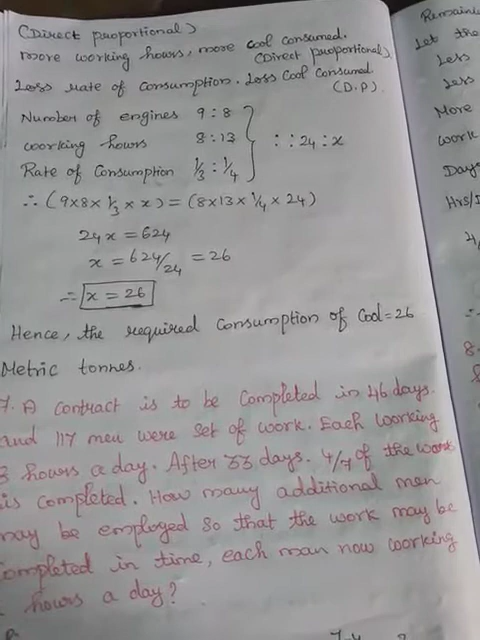 (Direct proportional)
more working hours, more Cool consumed.
(Direct proportional)
Less rate of consumption. Less Cool Consumed
(D.P)
Number of engines 9 : 8
working hours 8 : 13 } : : 24 : x
Rate of Consumption 1/3 : 1/4
∴ (9×8×1/3 × x) = (8×13×1/4 × 24)
24x = 624
x = 624/24 = 26
∴ x = 26
Hence, the required Consumption of Cool = 26
Metric tonnes.
7. A contract is to be Completed in 46 days.
and 117 men were set of work. Each working
hours a day. After 33 days. 4/7 of the work
is completed. How many additional men
may be employed so that the work may be
completed in time, each man now working
hours a day?
Remain
Let the
Less
Less
More
work
Days
Hrs/